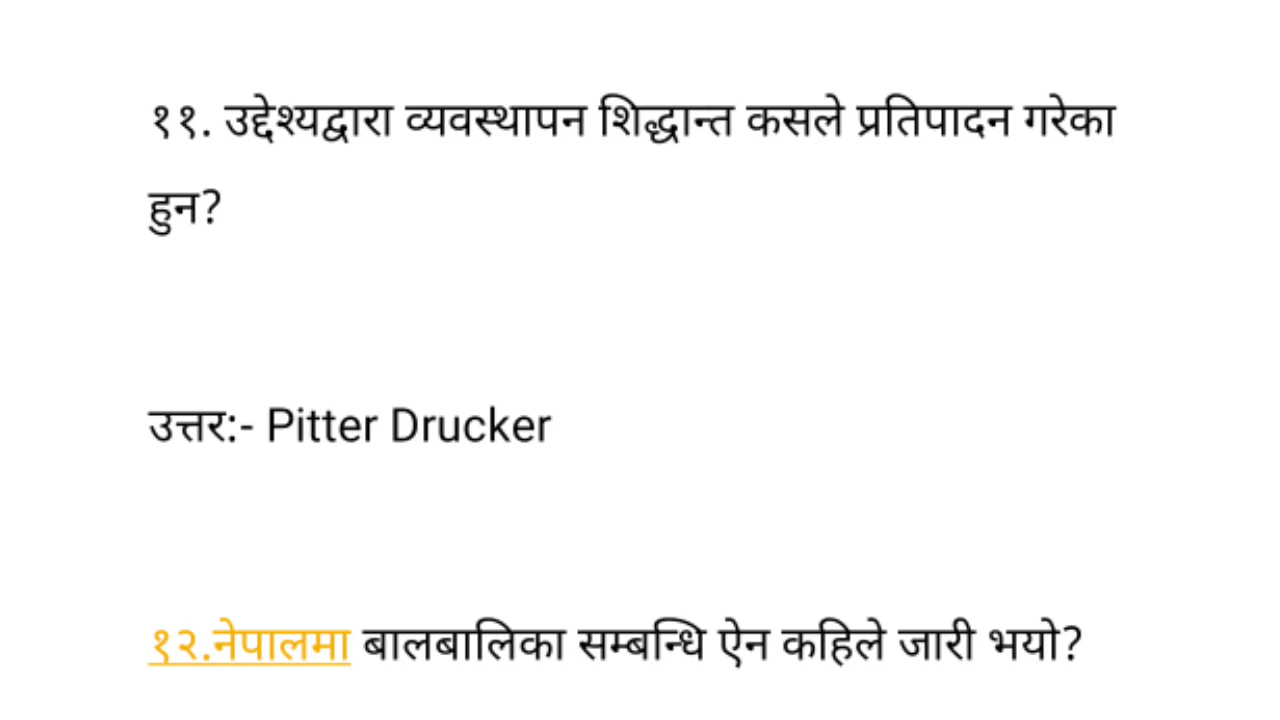 ११. उद्देश्यद्वारा व्यवस्थापन शिद्धान्त कसले प्रतिपादन गरेका
हुन?
उत्तर:- Pitter Drucker
१२.नेपालमा बालबालिका सम्बन्धि ऐन कहिले जारी भयो?